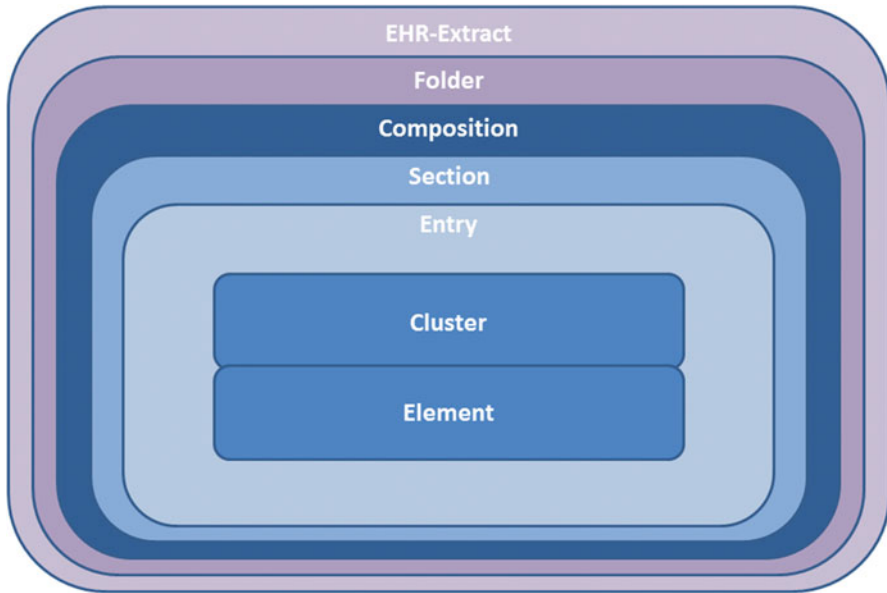 EHR-Extract
Folder
Composition
Section
Entry
Cluster
Element